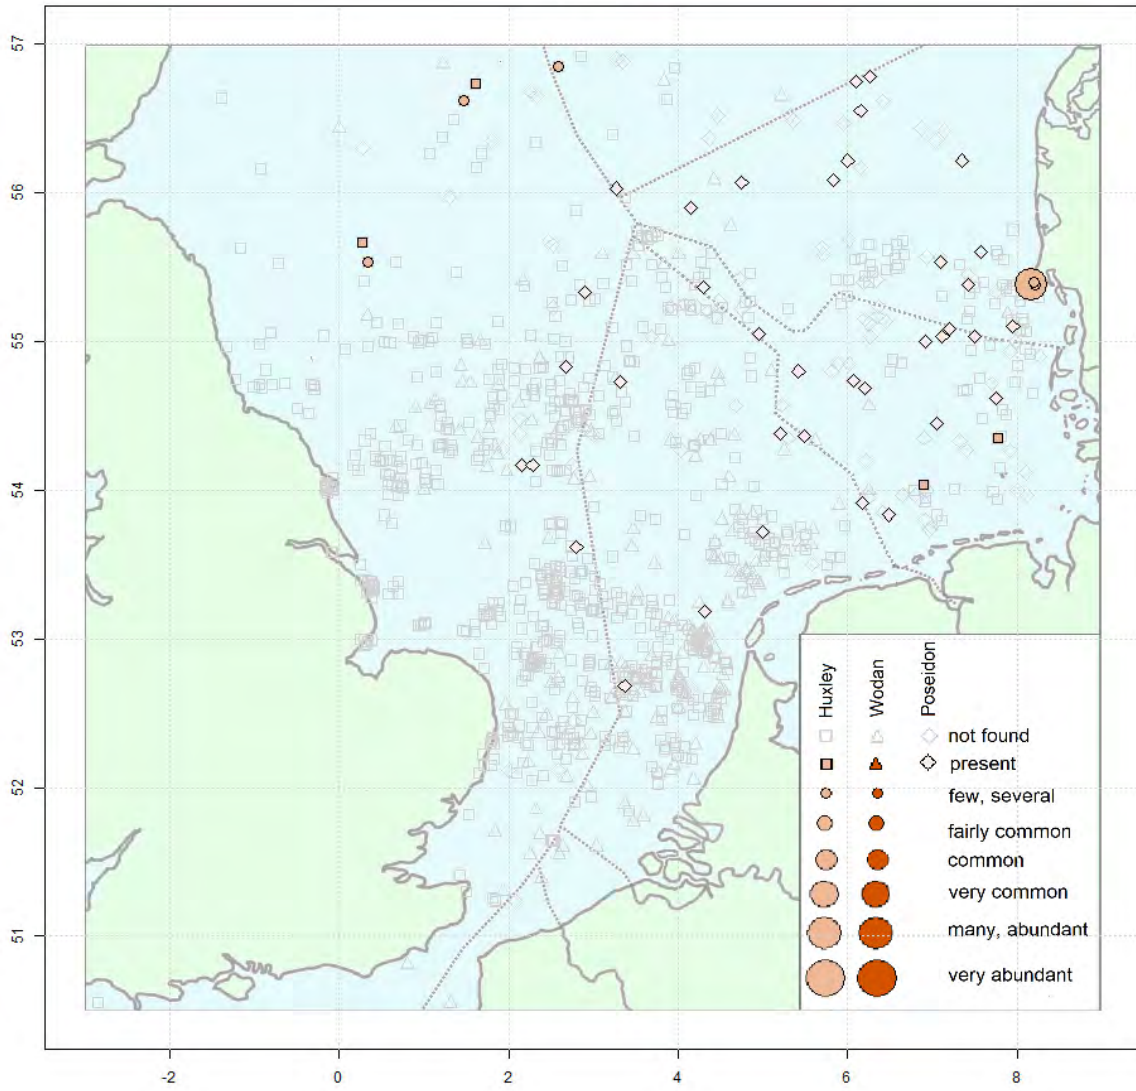 57
56
55
54
53
52
51
-2
0
2
4
6
8
Huxley
Wodan
Poseidon
not found
present
few, several
fairly common
common
very common
many, abundant
very abundant